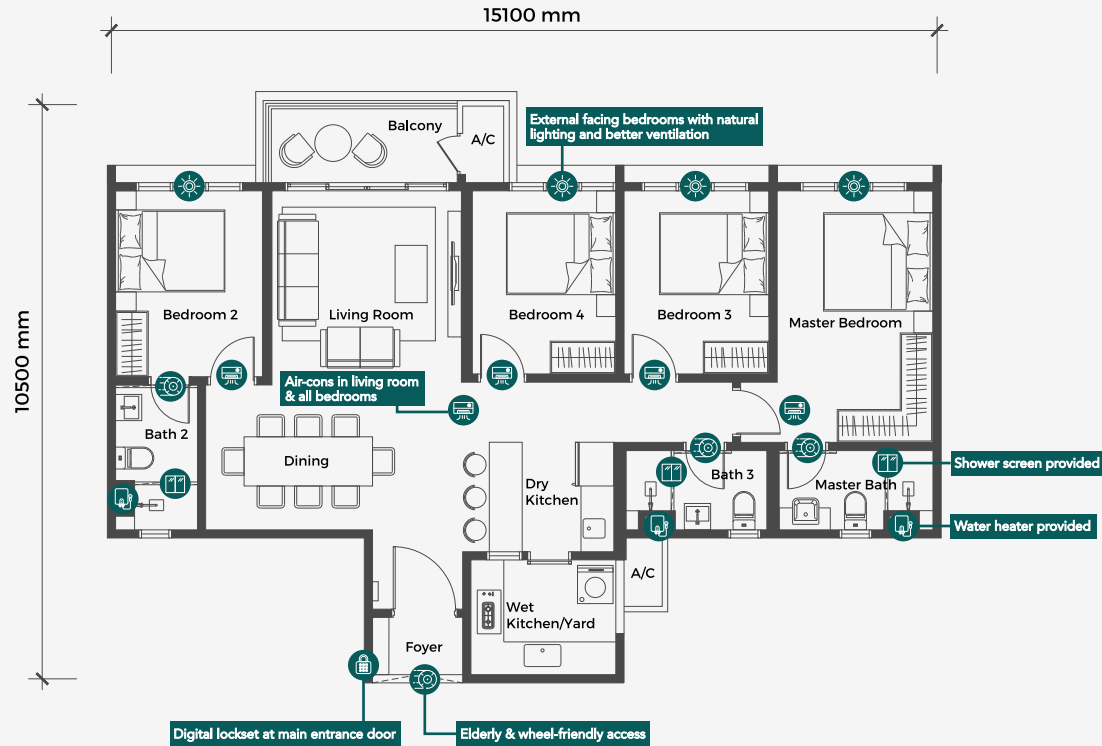 15100 mm
10500 mm
Balcony
A/C
External facing bedrooms with natural
lighting and better ventilation
Bedroom 2
Living Room
Bedroom 4
Bedroom 3
Master Bedroom
Air-cons in living room
& all bedrooms
Bath 2
Dining
Dry
Kitchen
Bath 3
Master Bath
Shower screen provided
Water heater provided
A/C
Wet
Kitchen/Yard
Foyer
Digital lockset at main entrance door
Elderly & wheel-friendly access